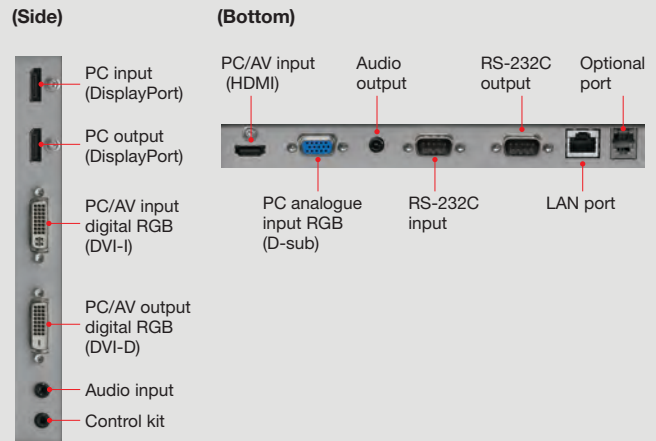 (Side)
PC input
(DisplayPort)
PC output
(DisplayPort)
PC/AV input
digital RGB
(DVI-I)
PC/AV output
digital RGB
(DVI-D)
Audio input
Control kit
(Bottom)
PC/AV input
(HDMI)
Audio
output
RS-232C
output
Optional
port
PC analogue
input RGB
(D-sub)
RS-232C
input
LAN port